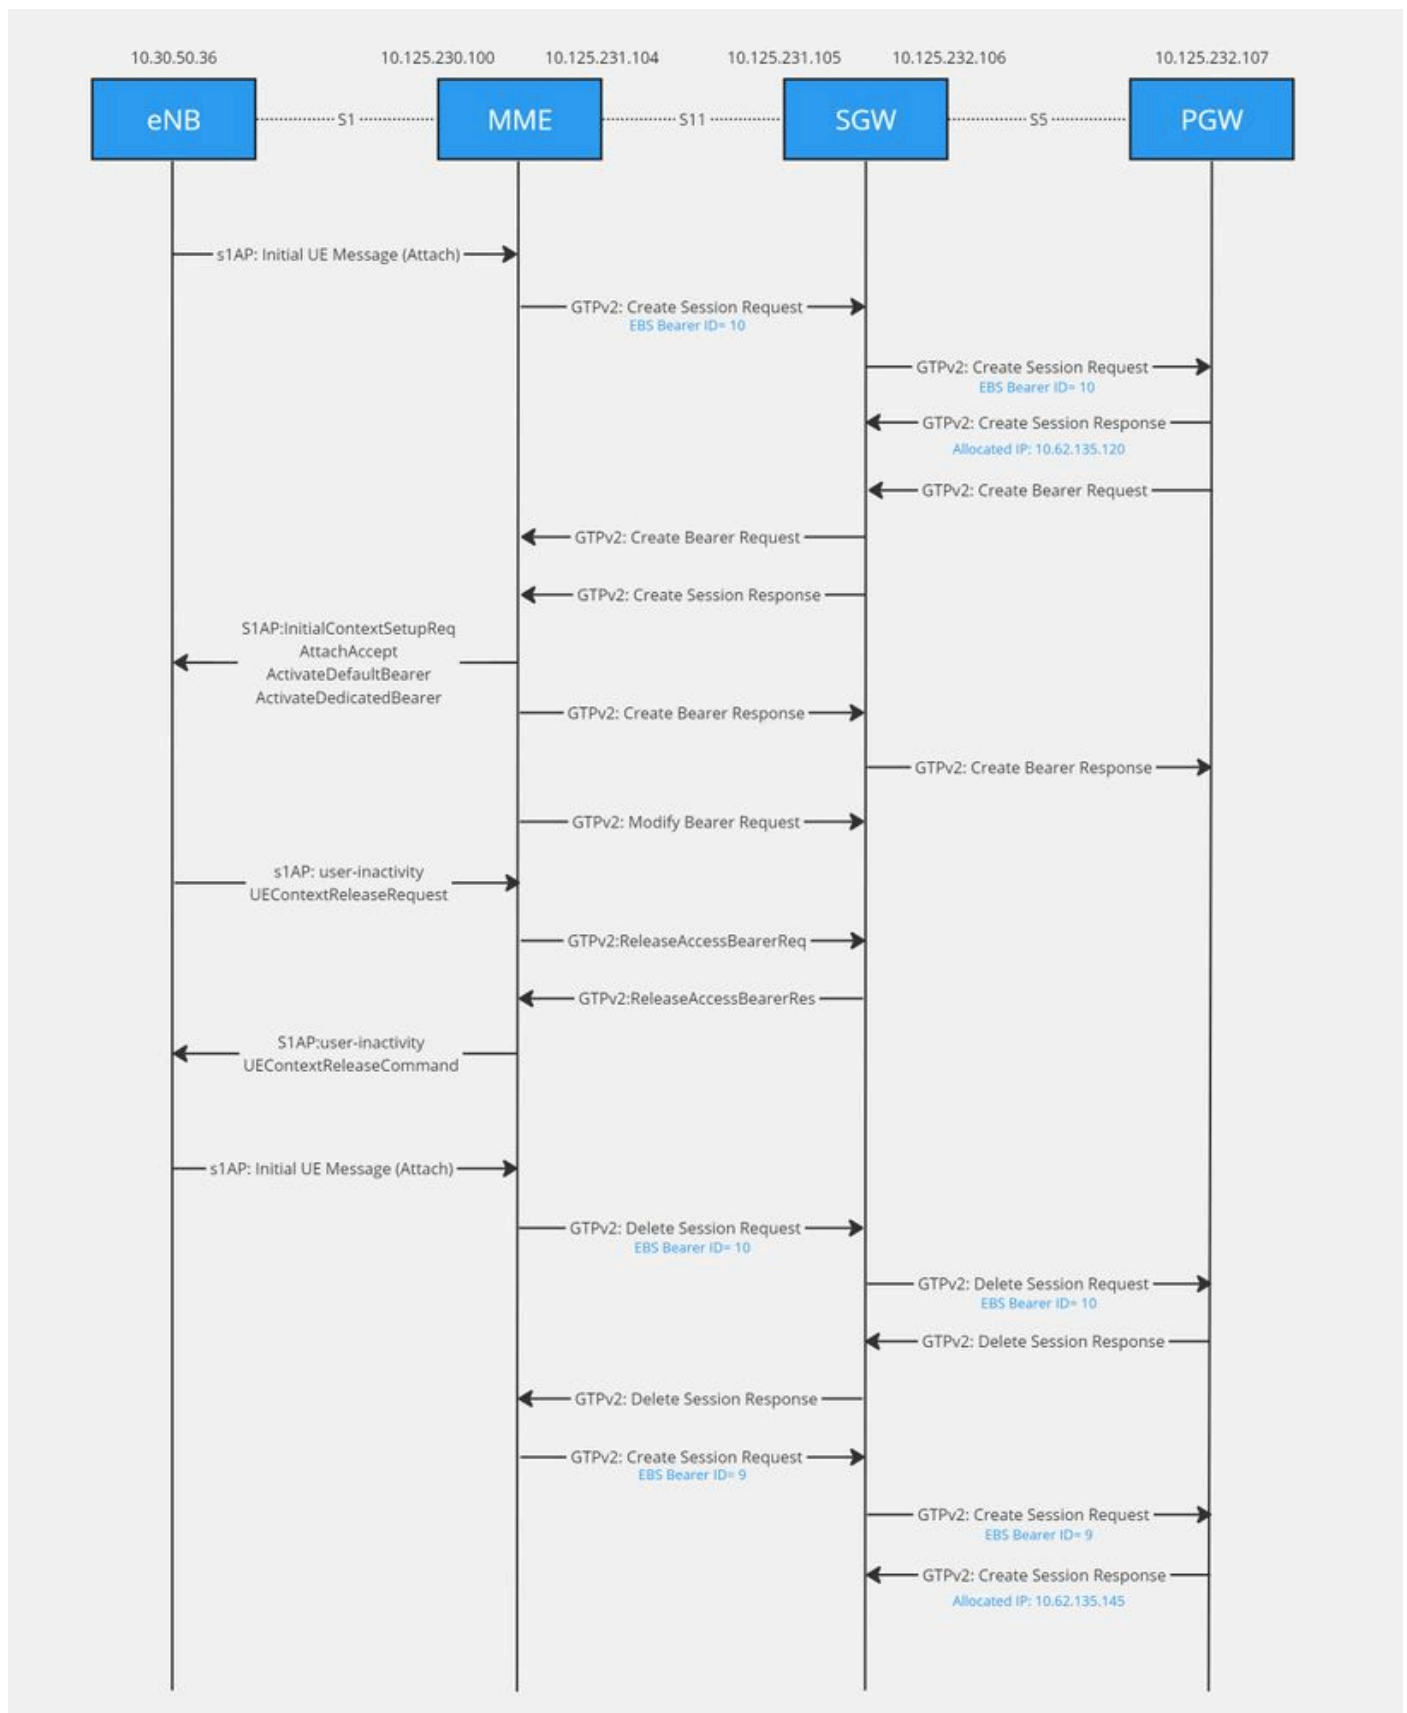 10.30.50.36 10.125.230.100 10.125.231.104 10.125.231.105 10.125.232.106 10.125.232.107
eNB S1 MME S11 SGW S5 PGW
s1AP: Initial UE Message (Attach)
GTPv2: Create Session Request
EBS Bearer ID= 10
GTPv2: Create Session Request
EBS Bearer ID= 10
GTPv2: Create Session Response
Allocated IP: 10.62.135.120
GTPv2: Create Bearer Request
GTPv2: Create Bearer Request
GTPv2: Create Session Response
S1AP:InitialContextSetupReq
AttachAccept
ActivateDefaultBearer
ActivateDedicatedBearer
GTPv2: Create Bearer Response
GTPv2: Create Bearer Response
GTPv2: Modify Bearer Request
s1AP: user-inactivity
UEContextReleaseRequest
GTPv2:ReleaseAccessBearerReq
GTPv2:ReleaseAccessBearerRes
S1AP:user-inactivity
UEContextReleaseCommand
s1AP: Initial UE Message (Attach)
GTPv2: Delete Session Request
EBS Bearer ID= 10
GTPv2: Delete Session Request
EBS Bearer ID= 10
GTPv2: Delete Session Response
GTPv2: Delete Session Response
GTPv2: Create Session Request
EBS Bearer ID= 9
GTPv2: Create Session Request
EBS Bearer ID= 9
GTPv2: Create Session Response
Allocated IP: 10.62.135.145